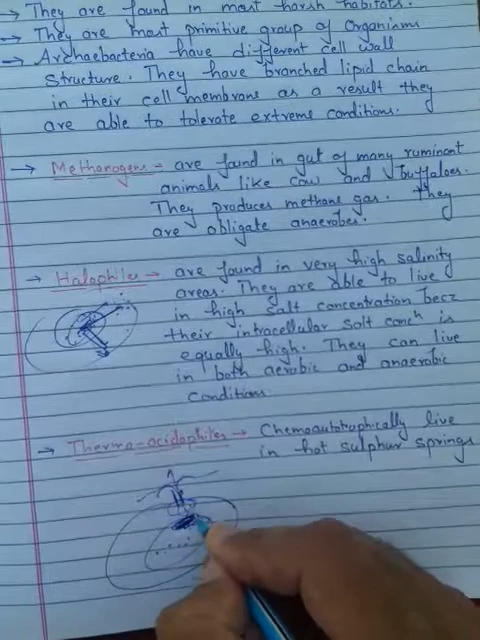 → They are found in most harsh habitats.
→ They are most primitive group of Organisms
→ Archaebacteria have different cell wall
structure. They have branched lipid chain
in their cell membrane as a result they
are able to tolerate extreme conditions.
→ Methanogens - are found in gut of many ruminant
animals like cow and buffaloes.
They produces methane gas. They
are obligate anaerobes.
→ Halophiles → are found in very high salinity
areas. They are able to live
in high salt concentration becz
their intracellular salt concn is
equally high. They can live
in both aerobic and anaerobic
conditions
→ Thermo-acidophiles → Chemoautotrophically live
in hot sulphur springs